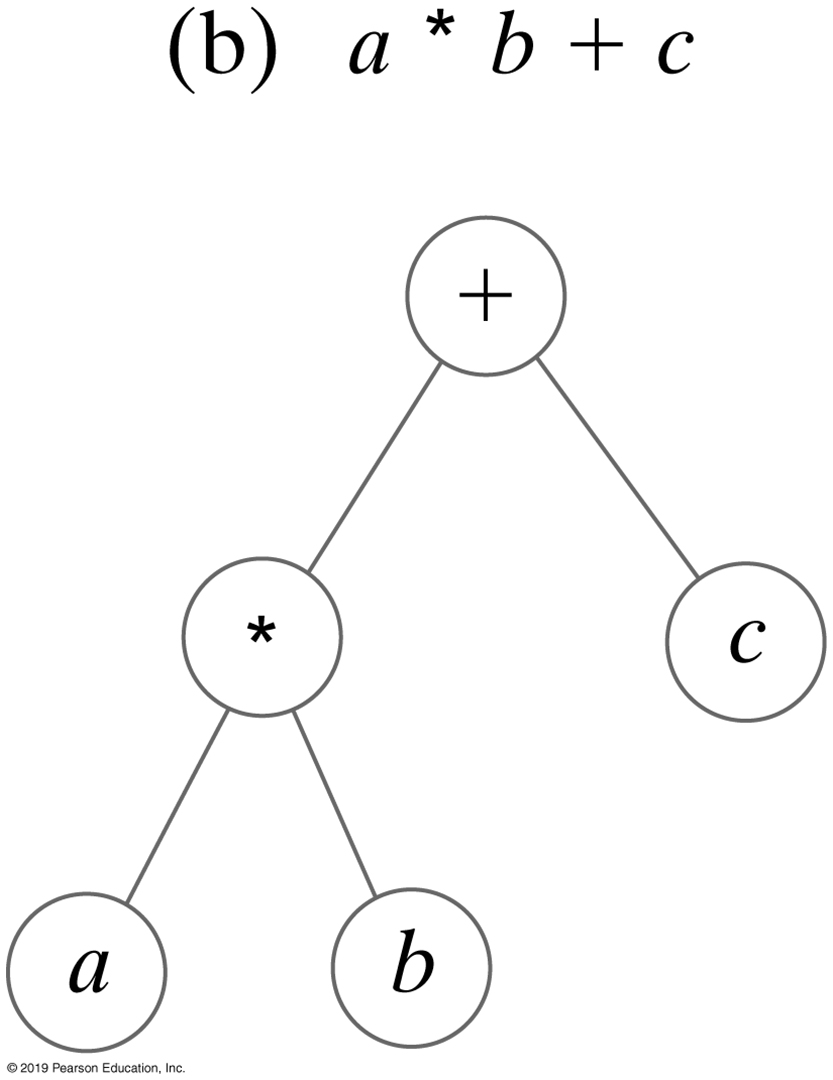 (b) a * b + c
+
* c
a b
© 2019 Pearson Education, Inc.